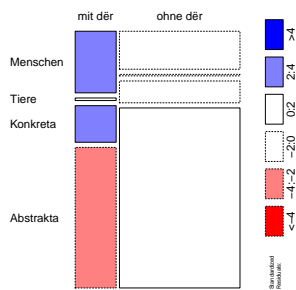 mit dër ohne dër
Menschen
Tiere
Konkreta
Abstrakta
>4
2:4
0:2
−2:0
−4:−2
<−4
Standardized
Residuals: